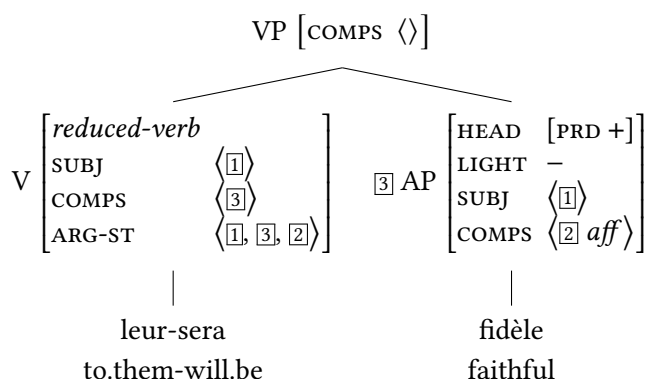 VP [COMPS ⟨⟩]
V [reduced-verb
SUBJ ⟨[1]⟩
COMPS ⟨[3]⟩
ARG-ST ⟨[1], [3], [2]⟩]
[3] AP [HEAD [PRD +]
LIGHT –
SUBJ ⟨[1]⟩
COMPS ⟨[2] aff⟩]
leur-sera
to.them-will.be
fidèle
faithful